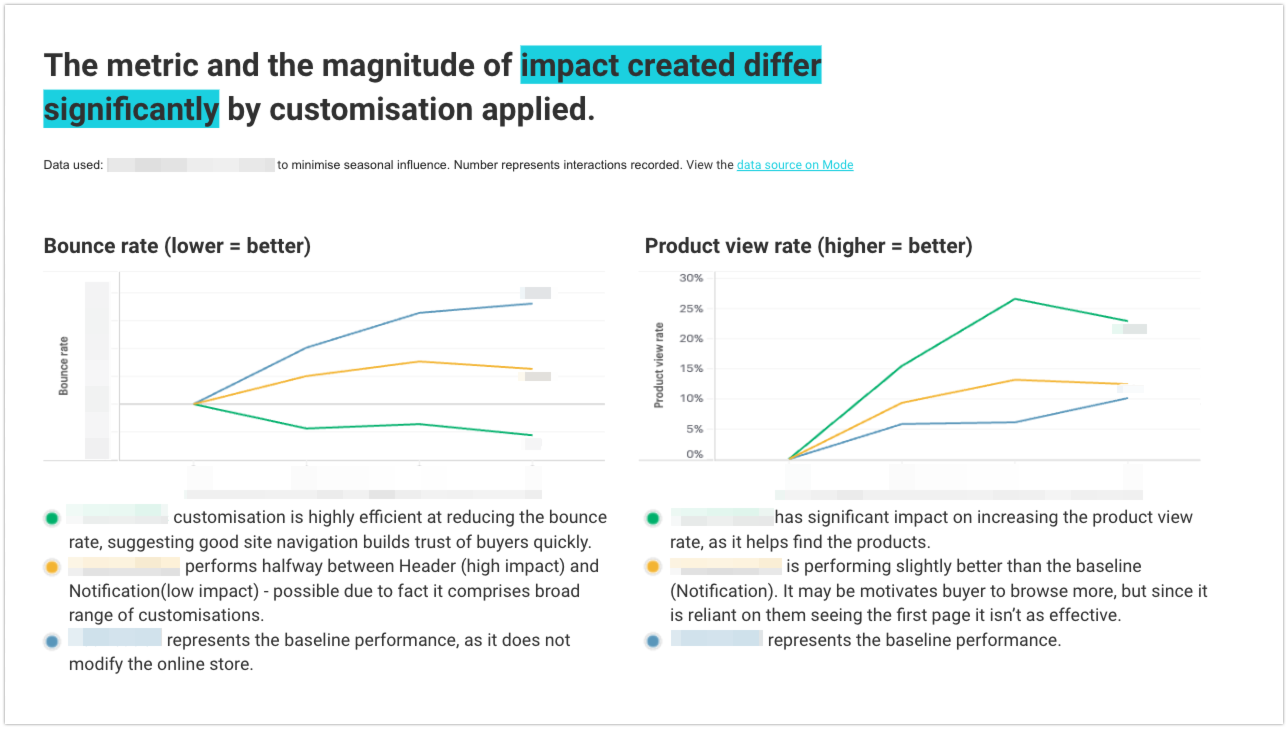 The metric and the magnitude of impact created differ
significantly by customisation applied.
Data used: to minimise seasonal influence. Number represents interactions recorded. View the data source on Mode
Bounce rate (lower = better)
Bounce rate
customisation is highly efficient at reducing the bounce
rate, suggesting good site navigation builds trust of buyers quickly.
performs halfway between Header (high impact) and
Notification(low impact) - possible due to fact it comprises broad
range of customisations.
represents the baseline performance, as it does not
modify the online store.
Product view rate (higher = better)
Product view rate
30%
25%
20%
15%
10%
5%
0%
has significant impact on increasing the product view
rate, as it helps find the products.
is performing slightly better than the baseline
(Notification). It may be motivates buyer to browse more, but since it
is reliant on them seeing the first page it isn’t as effective.
represents the baseline performance.